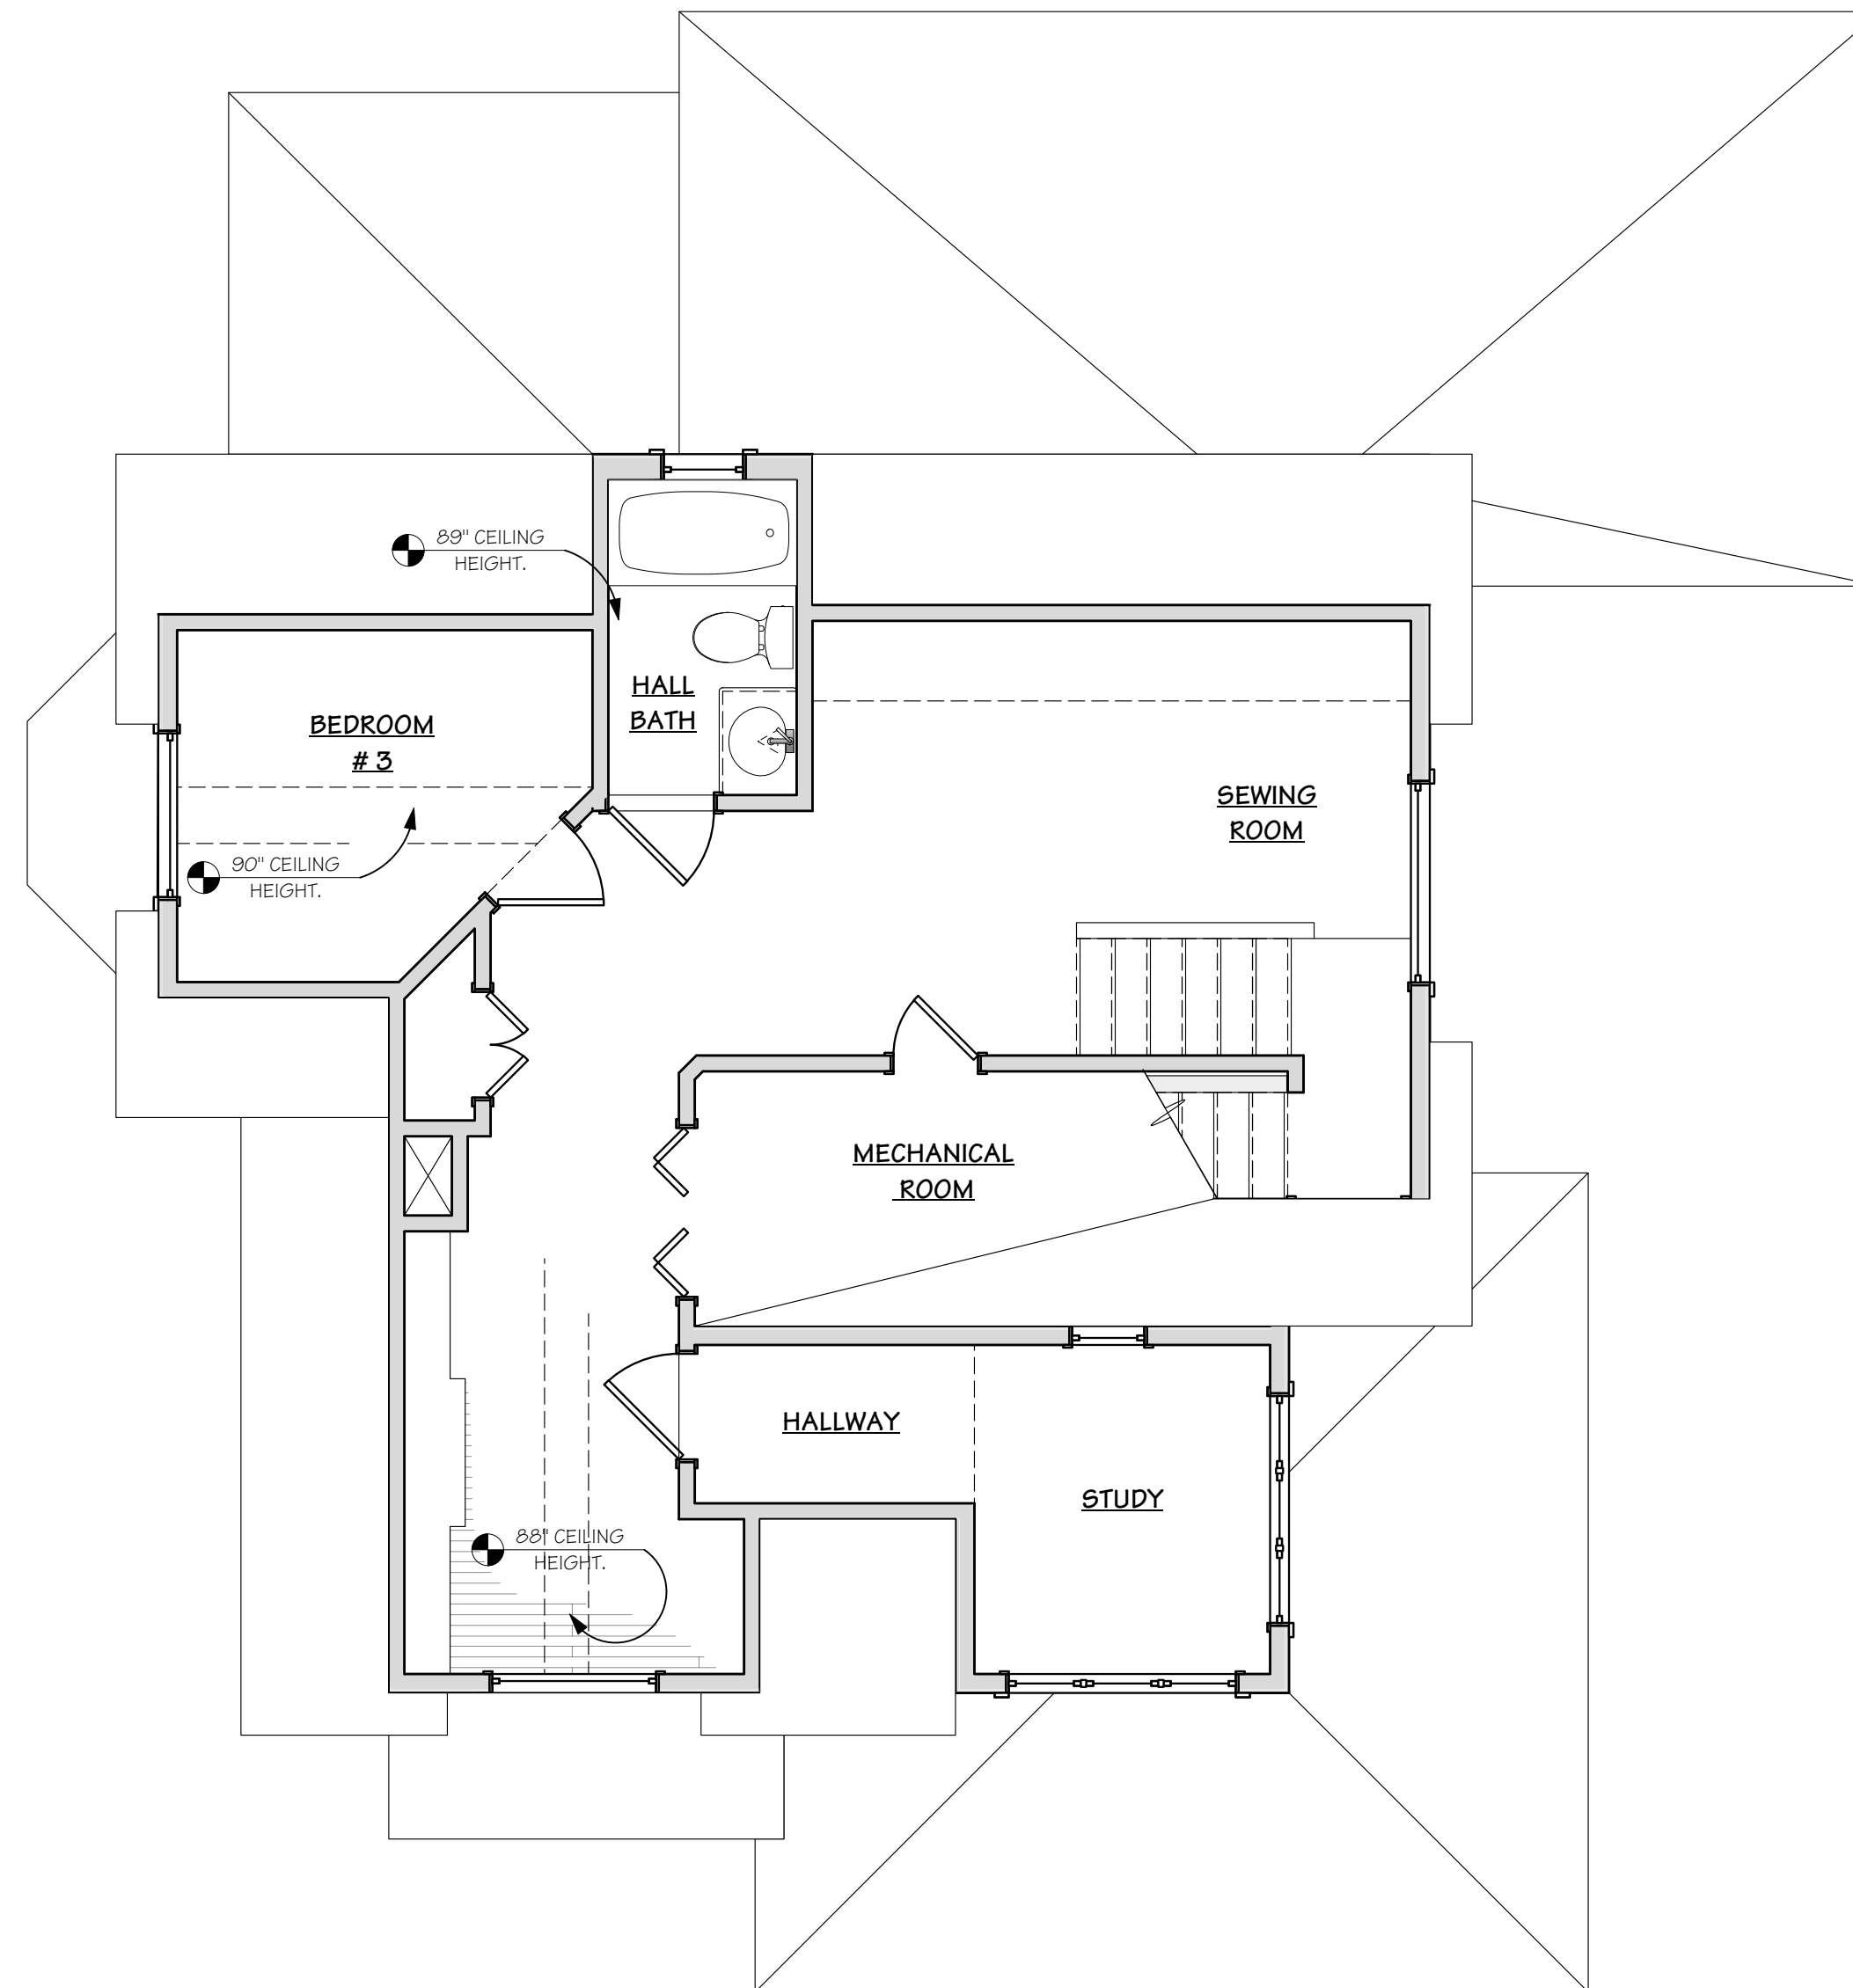 89" CEILING
HEIGHT.
HALL
BATH
BEDROOM
# 3
SEWING
ROOM
90" CEILING
HEIGHT.
MECHANICAL
ROOM
HALLWAY
STUDY
88" CEILING
HEIGHT.